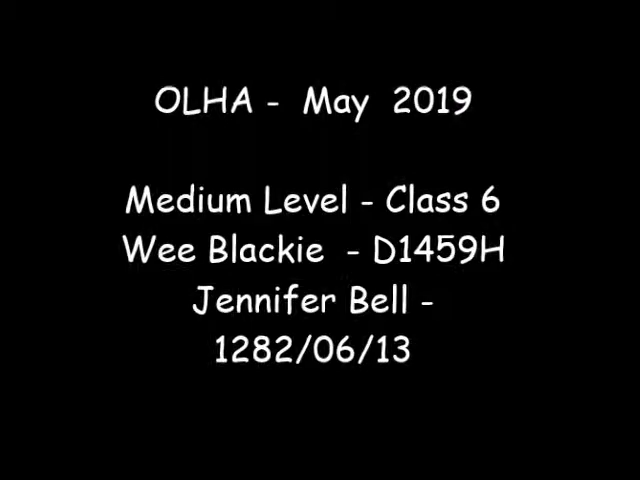 OLHA - May 2019
Medium Level - Class 6
Wee Blackie - D1459H
Jennifer Bell -
1282/06/13